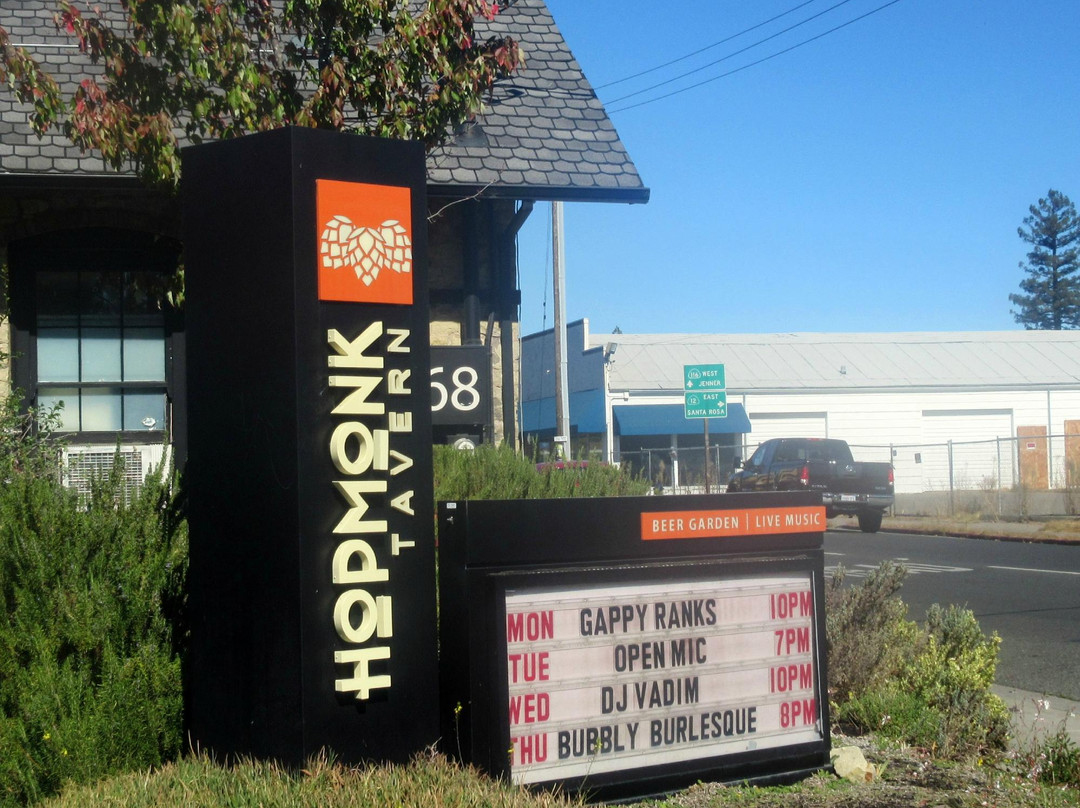 HOPMONK
TAVERN
68
116 WEST
JENNER
12 EAST
SANTA ROSA
BEER GARDEN | LIVE MUSIC
MON GAPPY RANKS 10PM
TUE OPEN MIC 7PM
WED DJ VADIM 10PM
THU BUBBLY BURLESQUE 8PM